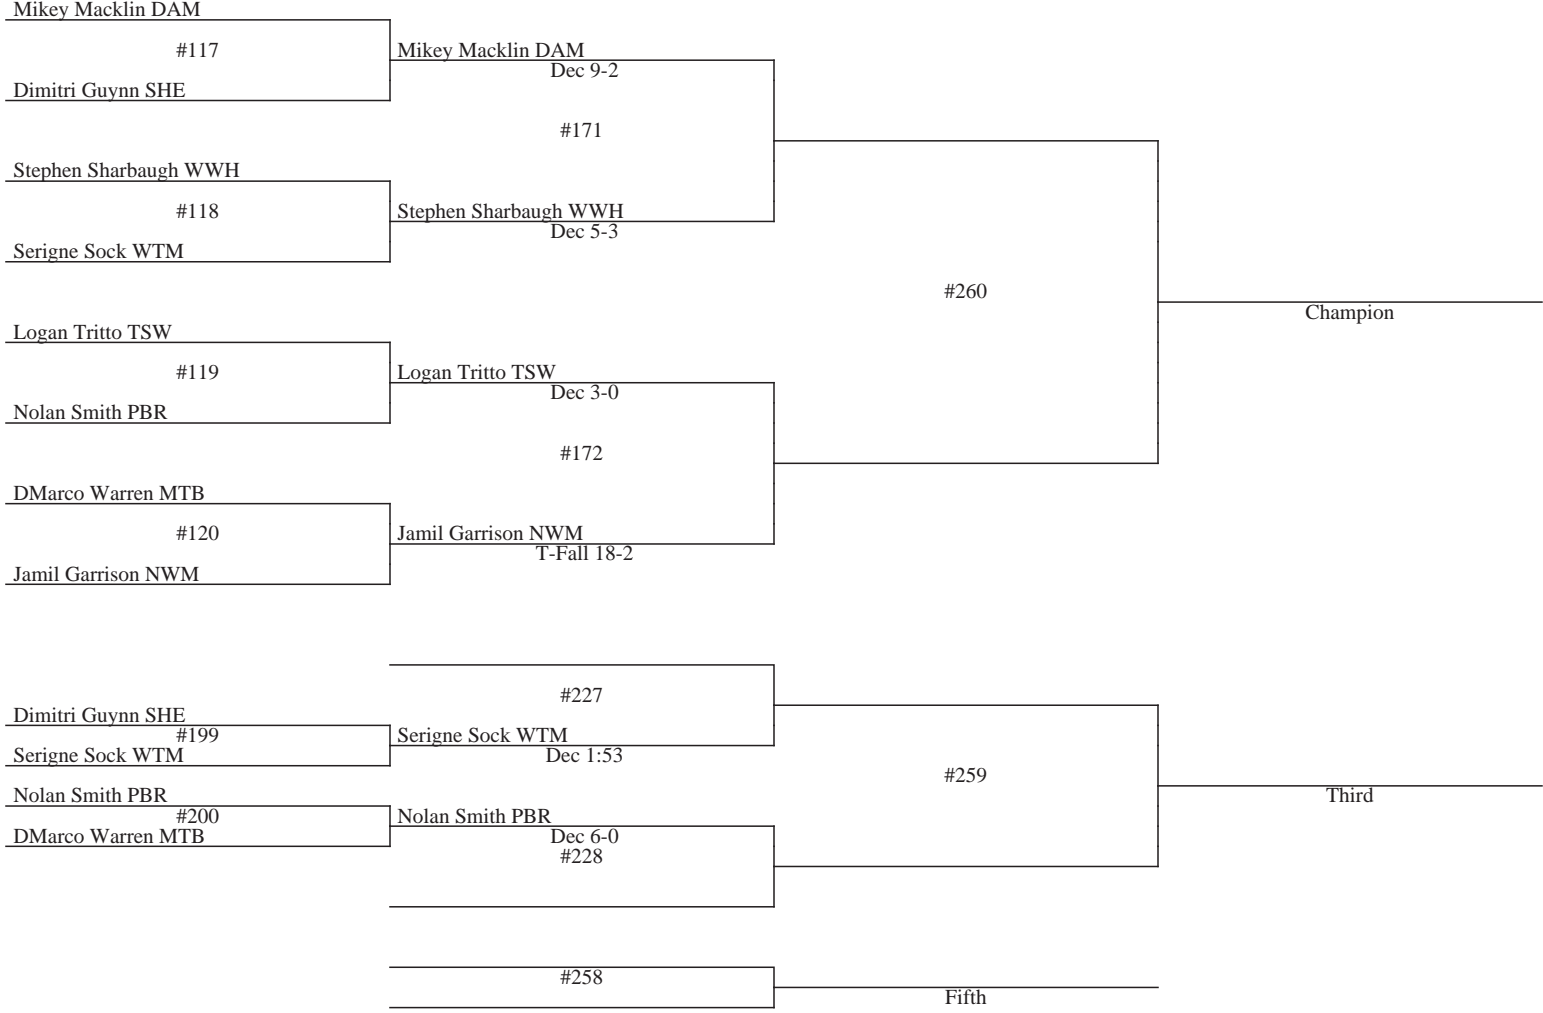 Mikey Macklin DAM
#117
Mikey Macklin DAM
Dec 9-2
Dimitri Guynn SHE
#171
Stephen Sharbaugh WWH
#118
Stephen Sharbaugh WWH
Dec 5-3
Serigne Sock WTM
#260
Champion
Logan Tritto TSW
#119
Logan Tritto TSW
Dec 3-0
Nolan Smith PBR
#172
DMarco Warren MTB
#120
Jamil Garrison NWM
T-Fall 18-2
Jamil Garrison NWM
#227
Dimitri Guynn SHE
#199
Serigne Sock WTM
Serigne Sock WTM
Dec 1:53
#259
Nolan Smith PBR
#200
Nolan Smith PBR
DMarco Warren MTB
Dec 6-0
#228
Third
#258
Fifth